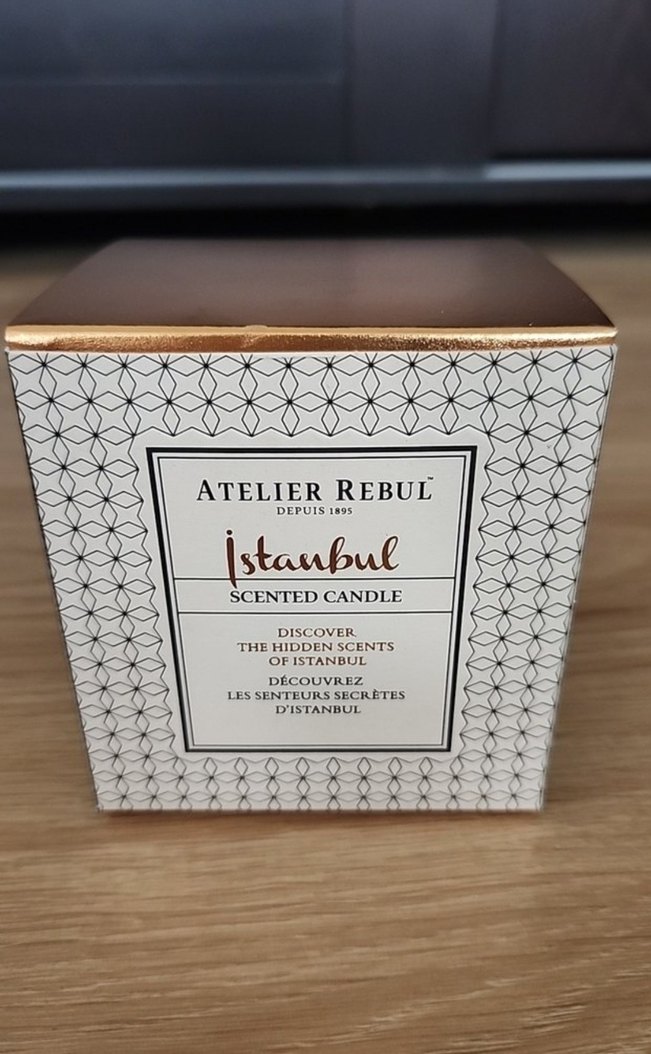 ATELIER REBUL™
DEPUIS 1895
İstanbul
SCENTED CANDLE
DISCOVER
THE HIDDEN SCENTS
OF ISTANBUL
DÉCOUVREZ
LES SENTEURS SECRÈTES
D'ISTANBUL